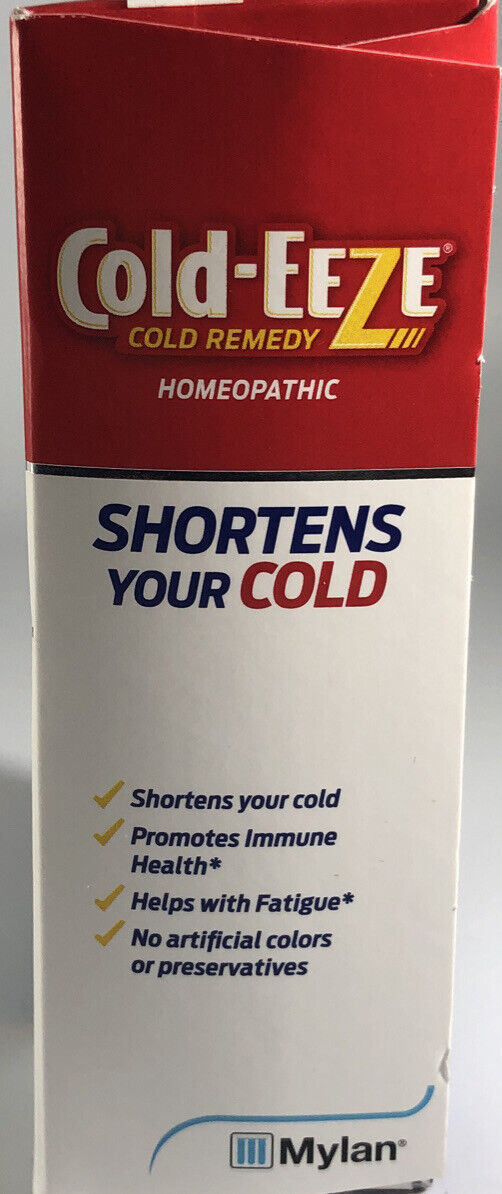 Cold-EEZE®
COLD REMEDY
HOMEOPATHIC
SHORTENS
YOUR COLD
Shortens your cold
Promotes Immune
Health*
Helps with Fatigue*
No artificial colors
or preservatives
Mylan®